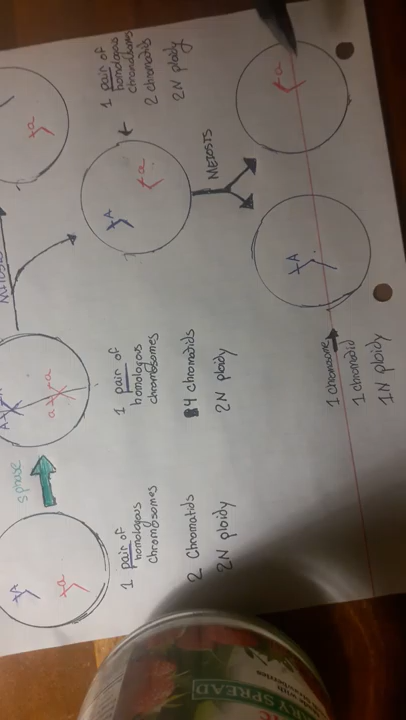 A
a
S phase
1 pair of
homologous
chromosomes
2 Chromatids
2N ploidy
A
a
a
1 pair of
homologous
chromosomes
4 chromatids
2N ploidy
a
A
a
1 pair of
homologous
chromosomes
2 chromatids
2N ploidy
MEIOSIS
A
a
1 chromosome
1 chromatid
1N ploidy
SPREAD